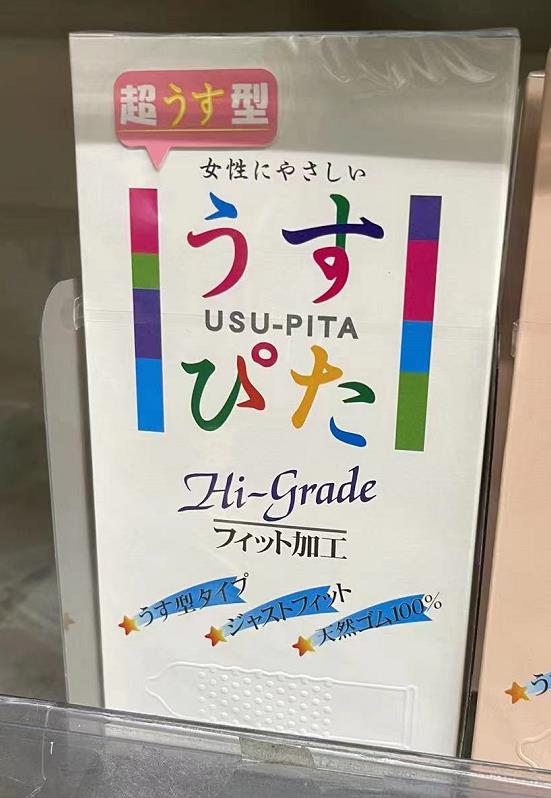 超うす型
女性にやさしい
うす
USU-PITA
ぴた
Hi-Grade
フィット加工
うす型タイプ
ジャストフィット
天然ゴム100%
う